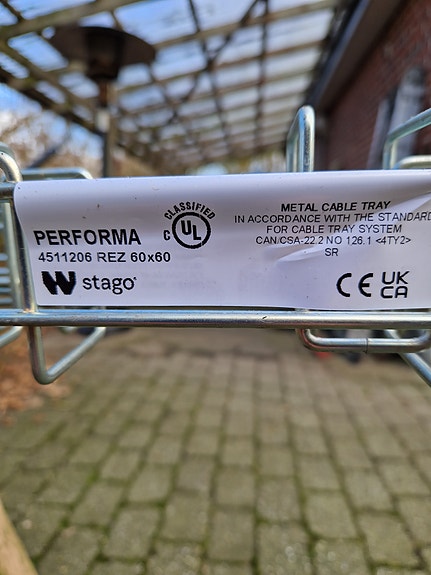 PERFORMA
4511206 REZ 60x60
stago
CLASSIFIED
C UL
METAL CABLE TRAY
IN ACCORDANCE WITH THE STANDARD
FOR CABLE TRAY SYSTEM
CAN/CSA-22.2 NO 126.1 <4TY2>
SR
CE UK
CA